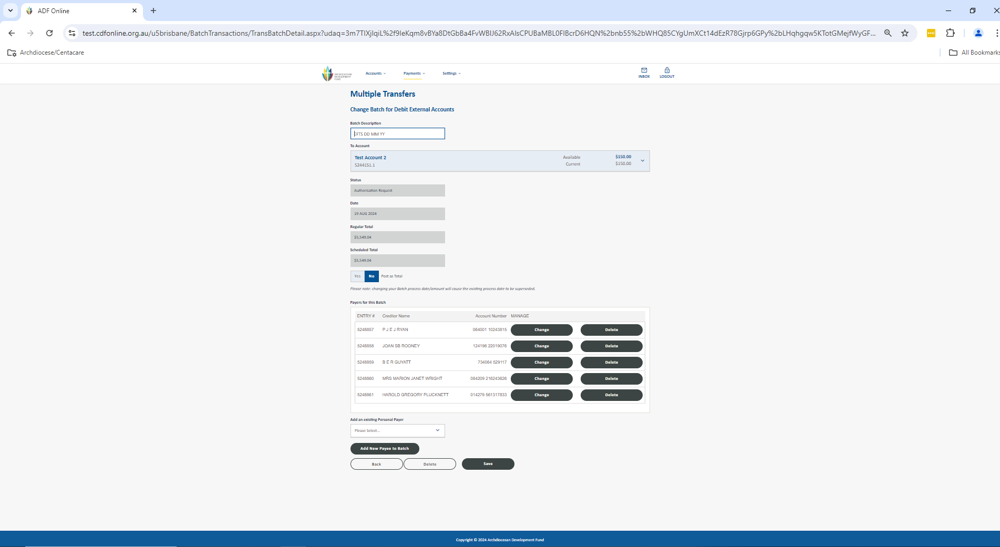 ADF Online
test.cdfonline.org.au/u5brisbane/BatchTransactions/TransBatchDetail.aspx?udaq=3m7TlXjlqiL%2f9IeKqm8vBYa8DtGbBa4FvWBIJ62RxAlsCPUBaMBL0FIBcrD6HQN%2bnb55%2bWHQ85CYgUmXCt14dEzR78Gjrp6GPy%2bLHqhgqw5KTotGMejfWyGF...
Archdiocese/Centacare
All Bookmarks
ARCHDIOCESAN
DEVELOPMENT
FUND
Accounts
Payments
Settings
INBOX
LOGOUT
Multiple Transfers
Change Batch for Debit External Accounts
Batch Description
EFTS DD MM YY
To Account
Test Account 2 Available $150.00
52441S1.1 Current $150.00
Status
Authorisation Request
Date
19 AUG 2024
Regular Total
$5,549.04
Scheduled Total
$5,549.04
Yes No Post as Total
Please note: changing your Batch process date/amount will cause the existing process date to be superseded.
Payers for this Batch
ENTRY # Creditor Name Account Number MANAGE
5248857 P J E J RYAN 064001 10243815 Change Delete
5248858 JOAN SB ROONEY 124196 22019076 Change Delete
5248859 B E R GUYATT 734064 529117 Change Delete
5248860 MRS MARION JANET WRIGHT 084209 216243626 Change Delete
5248861 HAROLD GREGORY PLUCKNETT 014279 561317833 Change Delete
Add an existing Personal Payer
Please Select...
Add New Payee to Batch
Back Delete Save
Copyright © 2024 Archdiocesan Development Fund